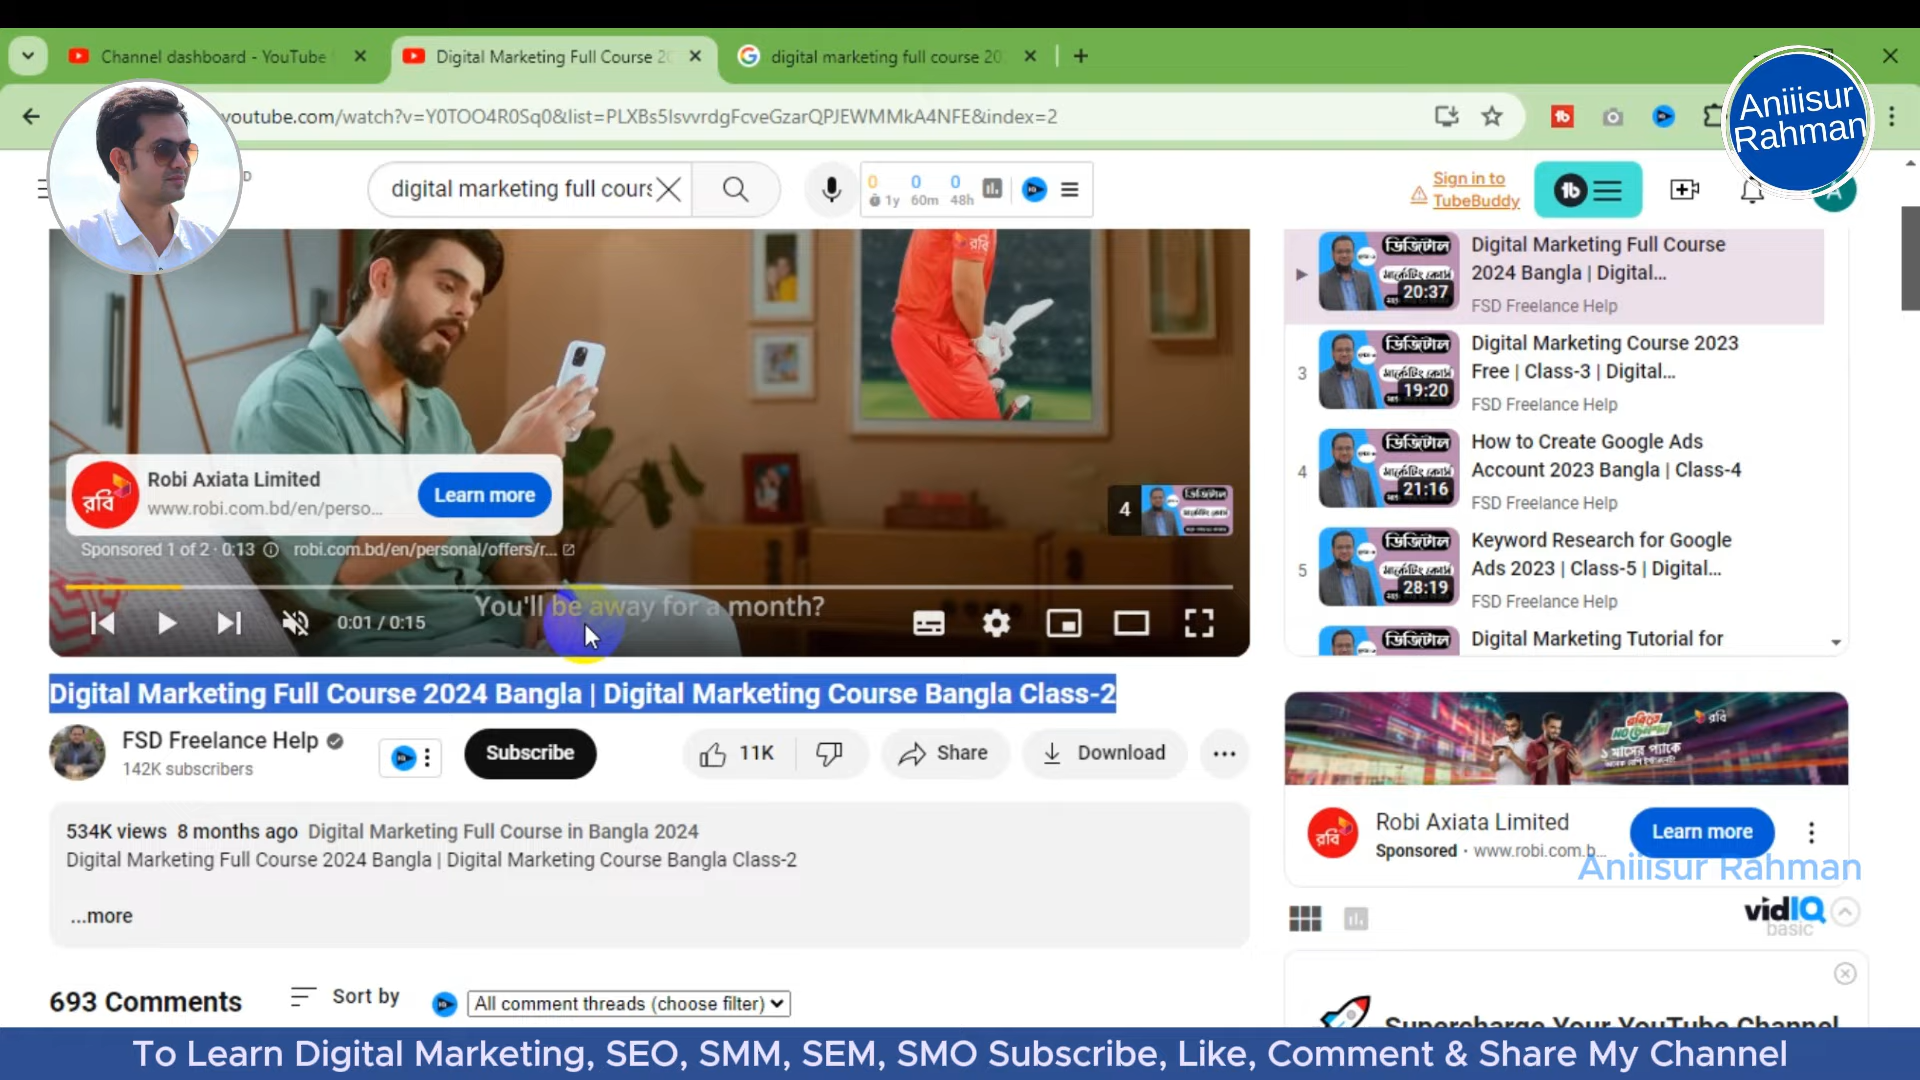 Channel dashboard - YouTube
Digital Marketing Full Course 20
digital marketing full course 20
Aniiisur
Rahman
youtube.com/watch?v=Y0TOO4R0Sq0&list=PLXBs5IsvvrdgFcveGzarQPJEWMMkA4NFE&index=2
digital marketing full cours
0 0 0
1y 60m 48h
Sign in to
TubeBuddy
A
রবি
Robi Axiata Limited
www.robi.com.bd/en/perso...
Learn more
রবি
4
Sponsored 1 of 2 · 0:13
robi.com.bd/en/personal/offers/r...
You'll be away for a month?
0:01 / 0:15
ডিজিটাল
20:37
Digital Marketing Full Course
2024 Bangla | Digital...
FSD Freelance Help
3
ডিজিটাল
19:20
Digital Marketing Course 2023
Free | Class-3 | Digital...
FSD Freelance Help
4
ডিজিটাল
21:16
How to Create Google Ads
Account 2023 Bangla | Class-4
FSD Freelance Help
5
ডিজিটাল
28:19
Keyword Research for Google
Ads 2023 | Class-5 | Digital...
FSD Freelance Help
ডিজিটাল
Digital Marketing Tutorial for
Digital Marketing Full Course 2024 Bangla | Digital Marketing Course Bangla Class-2
FSD Freelance Help
142K subscribers
Subscribe
11K
Share
Download
534K views 8 months ago Digital Marketing Full Course in Bangla 2024
Digital Marketing Full Course 2024 Bangla | Digital Marketing Course Bangla Class-2
...more
রবি
১ মাসের প্যাকে
রবি
Robi Axiata Limited
Sponsored · www.robi.com.b...
Learn more
Aniiisur Rahman
vidIQ
basic
693 Comments
Sort by
All comment threads (choose filter)
Supercharge Your YouTube Channel
To Learn Digital Marketing, SEO, SMM, SEM, SMO Subscribe, Like, Comment & Share My Channel